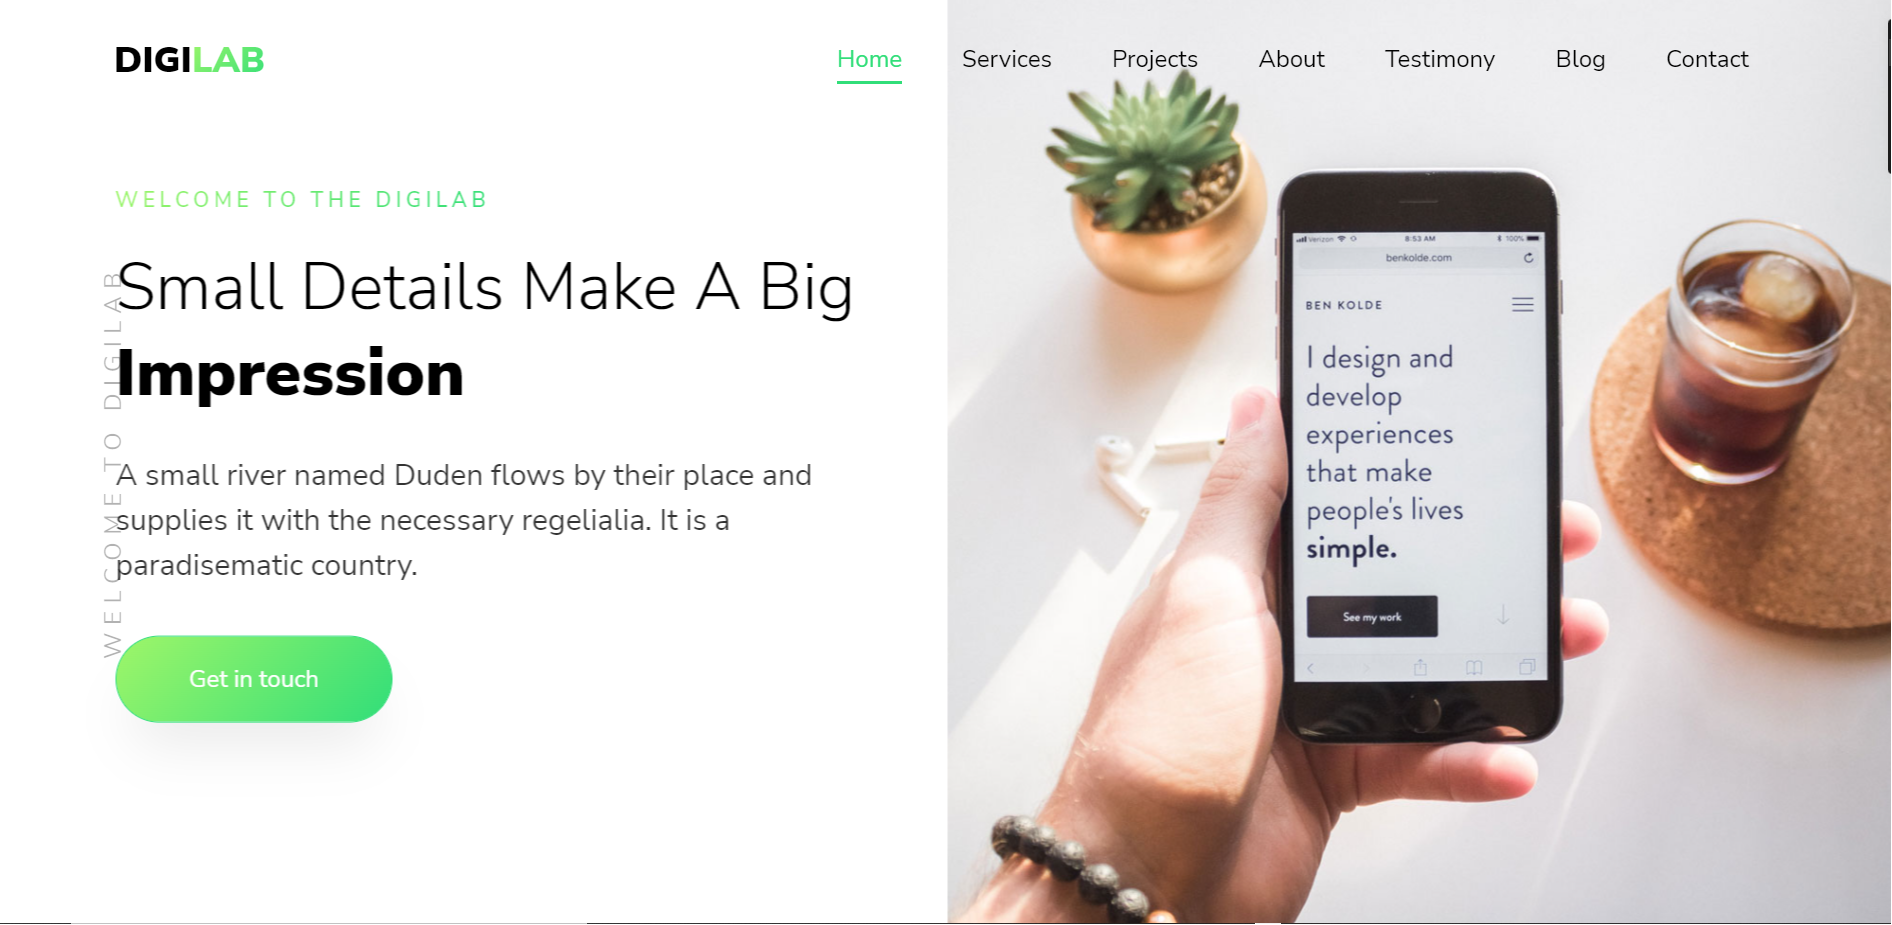 DIGILAB
Home Services Projects About Testimony Blog Contact
WELCOME TO THE DIGILAB
Small Details Make A Big
Impression
WELCOME TO DIGILAB
A small river named Duden flows by their place and
supplies it with the necessary regelialia. It is a
paradisematic country.
Get in touch
Verizon 8:53 AM 100%
benkolde.com
BEN KOLDE
I design and
develop
experiences
that make
people's lives
simple.
See my work